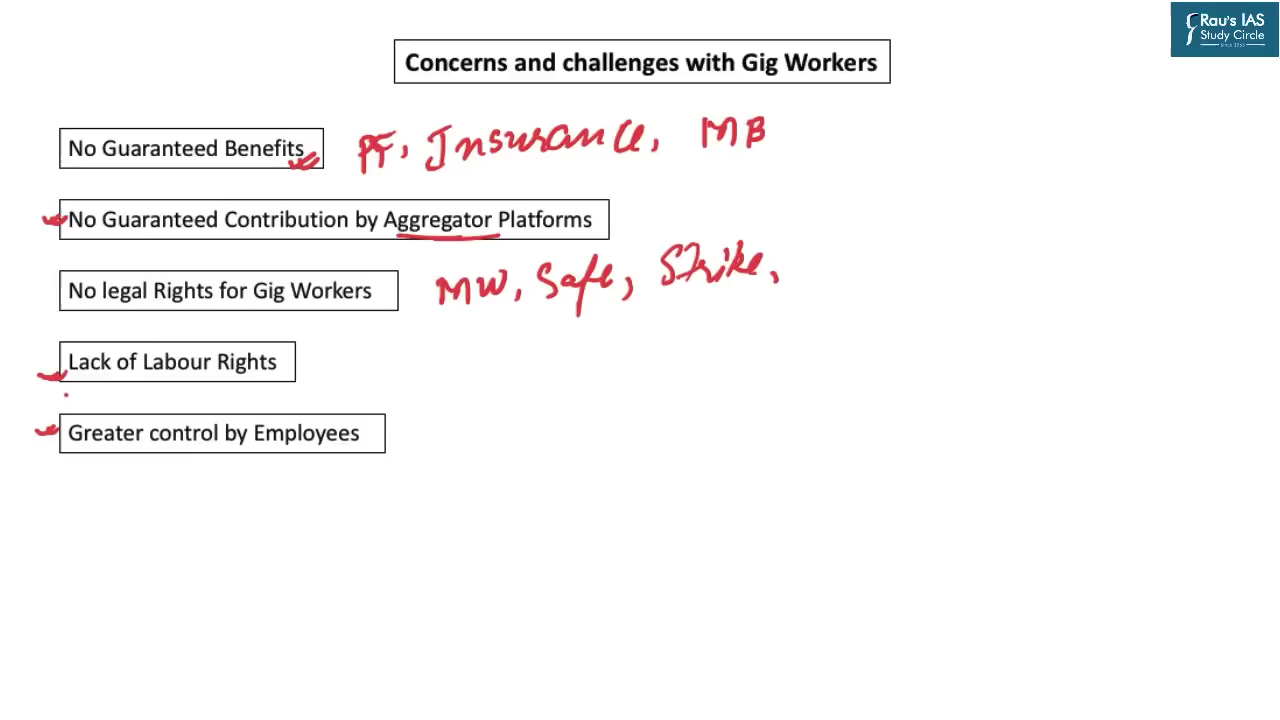 Rau's IAS
Study Circle
Since 1953
Concerns and challenges with Gig Workers
No Guaranteed Benefits PF, Insurance, MB
No Guaranteed Contribution by Aggregator Platforms
No legal Rights for Gig Workers MW, Safe, Strike,
Lack of Labour Rights
Greater control by Employees